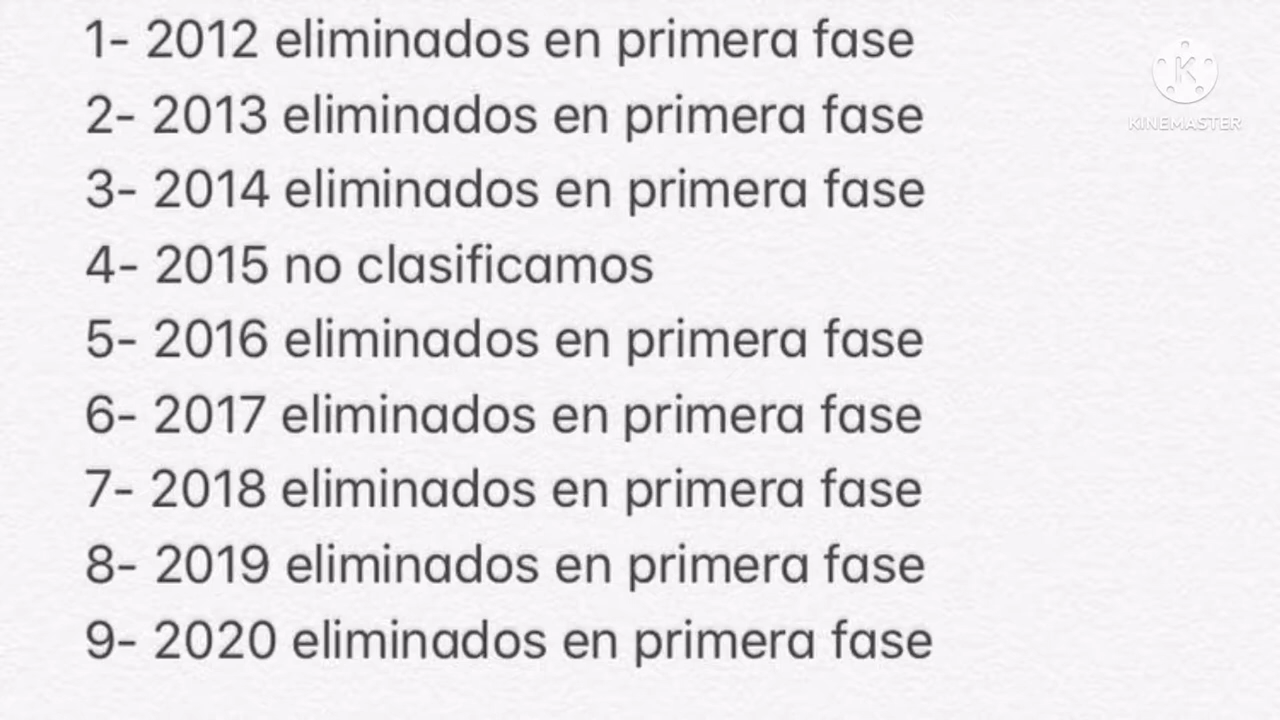 1- 2012 eliminados en primera fase
2- 2013 eliminados en primera fase
3- 2014 eliminados en primera fase
4- 2015 no clasificamos
5- 2016 eliminados en primera fase
6- 2017 eliminados en primera fase
7- 2018 eliminados en primera fase
8- 2019 eliminados en primera fase
9- 2020 eliminados en primera fase
K
KINEMASTER